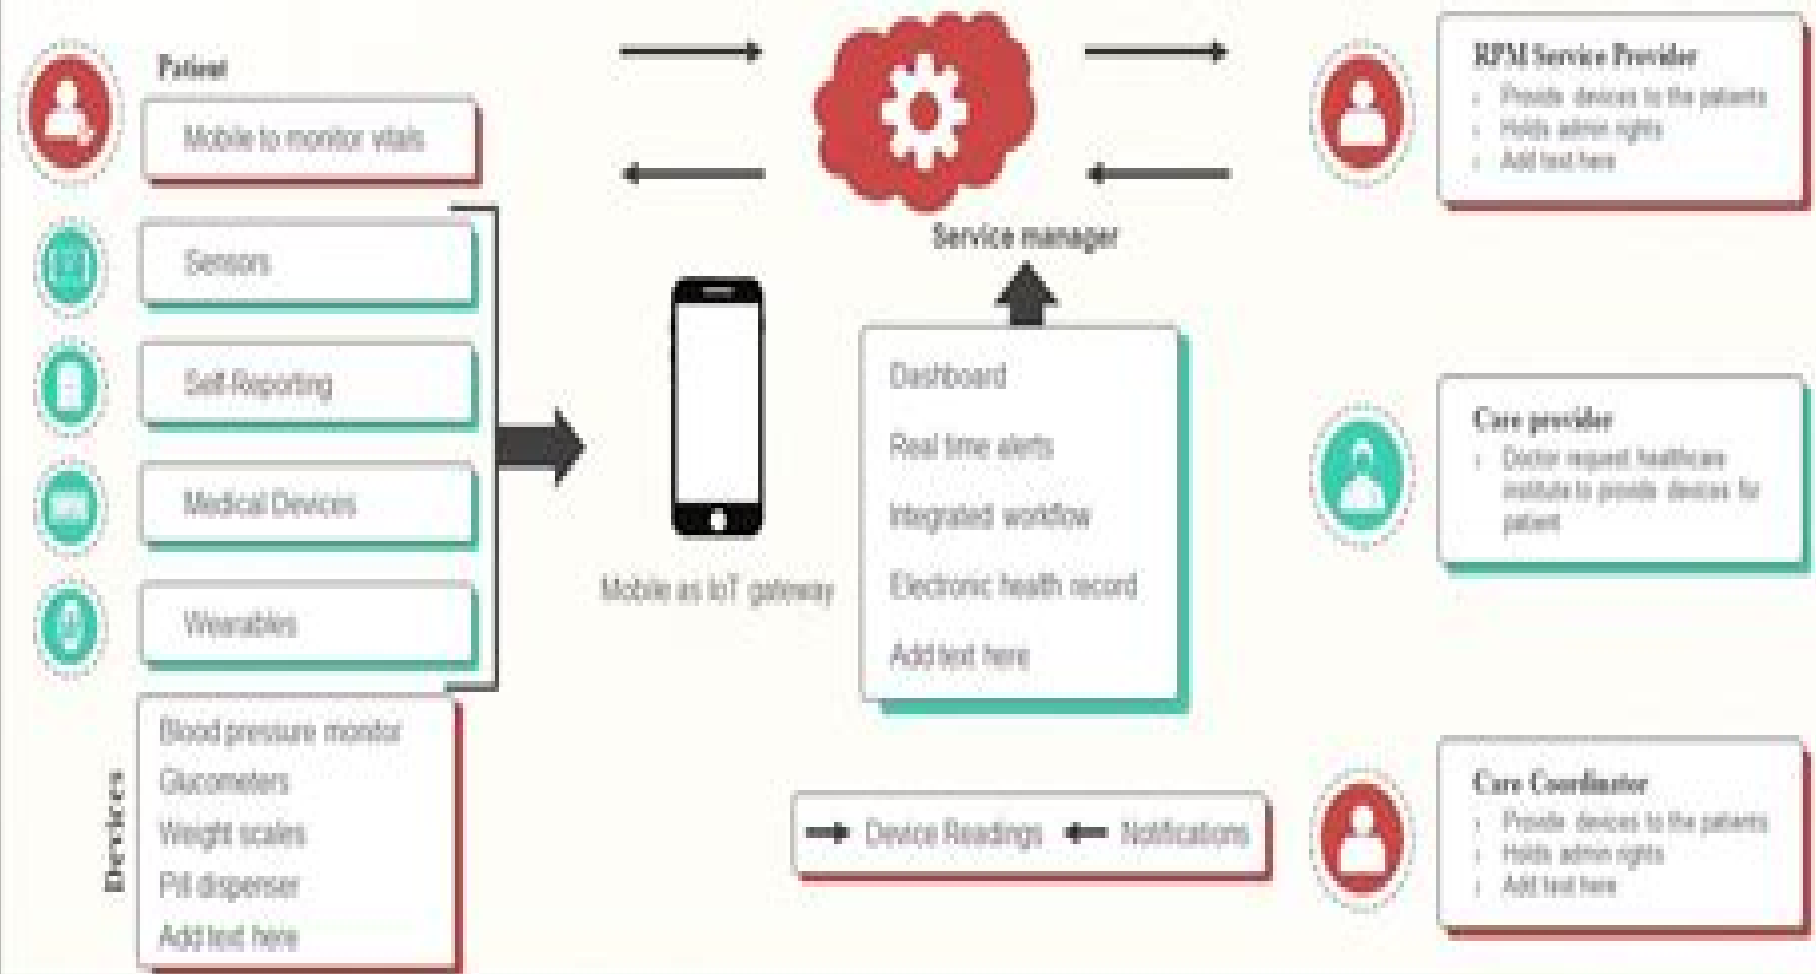 Patient
Mobile to monitor vitals
Sensors
Self-Reporting
Medical Devices
Wearables
Devices
Blood pressure monitor
Glucometers
Weight scales
Pill dispenser
Add text here
Mobile as IoT gateway
Service manager
Dashboard
Real time alerts
Integrated workflow
Electronic health record
Add text here
Device Readings
Notifications
RPM Service Provider
Provide devices to the patients
Holds admin rights
Add text here
Care provider
Doctor request healthcare
institute to provide devices for
patient
Care Coordinator
Provide devices to the patients
Holds admin rights
Add text here